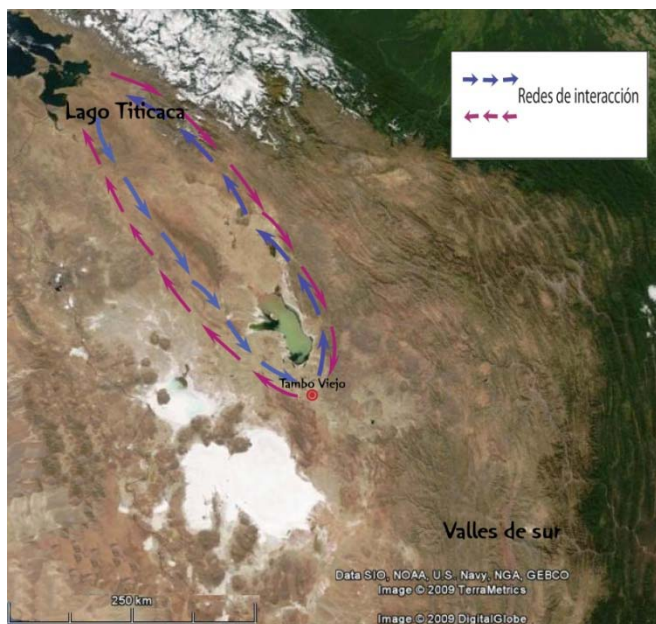 Lago Titicaca
Redes de interacción
Tambo Viejo
Valles de sur
Data SIO, NOAA, U.S. Navy, NGA, GEBCO
Image © 2009 TerraMetrics
250 km
Image © 2009 DigitalGlobe